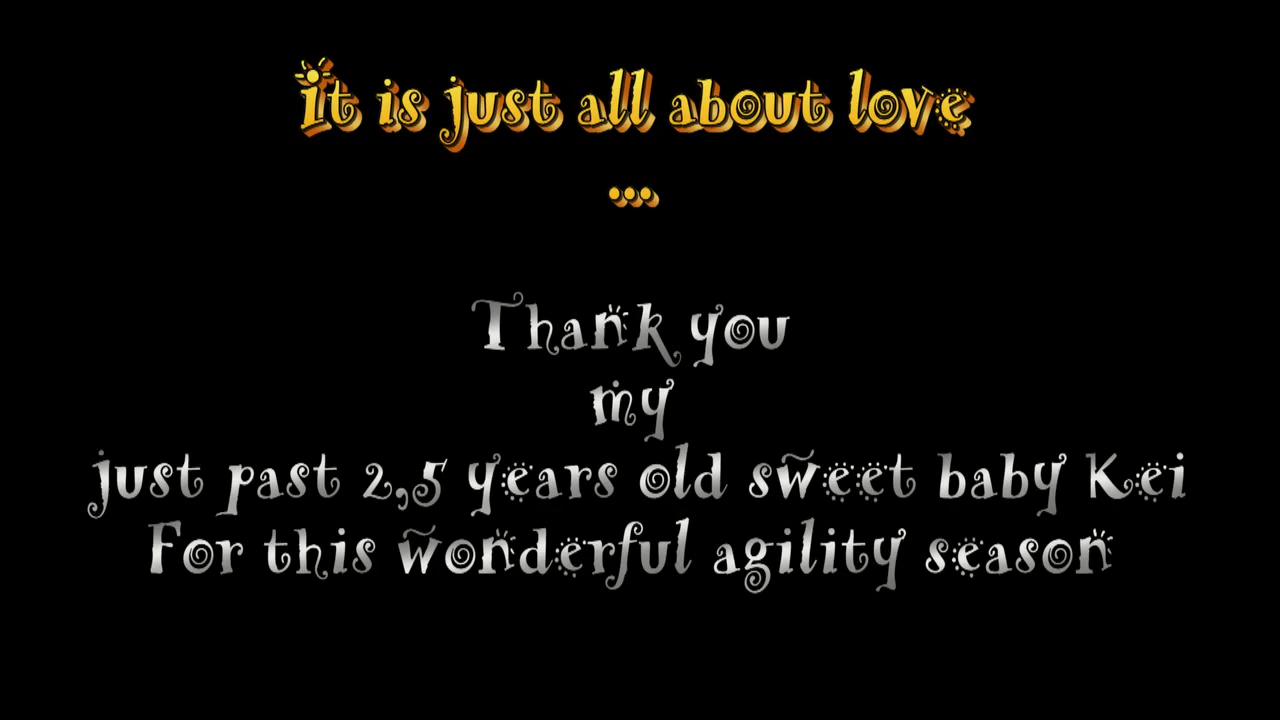 It is just all about love
...
Thank you
my
just past 2,5 years old sweet baby Kei
For this wonderful agility season